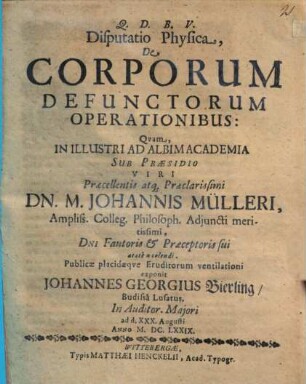 Q. D. B. V.
Disputatio Physica,
De
CORPORUM
DEFUNCTORUM
OPERATIONIBUS:
Quam,
IN ILLUSTRI AD ALBIM ACADEMIA
SUB PRÆSIDIO
VIRI
Præcellentis atq; Præclarissimi
DN. M. JOHANNIS MÜLLERI,
Ampliss. Colleg. Philosoph. Adjuncti meri-
tissimi,
DNI Fautoris & Præceptoris sui
Publicæ placidæqve Eruditorum ventilationi
exponit
JOHANNES GEORGIUS Bierling/
Budissâ Lusatus,
In Auditor. Majori
ad d. XXX. Augusti
ANNO M. DC. LXXIX.
WITTEBERGÆ,
Typis MATTHÆI HENCKELII, Acad. Typogr.